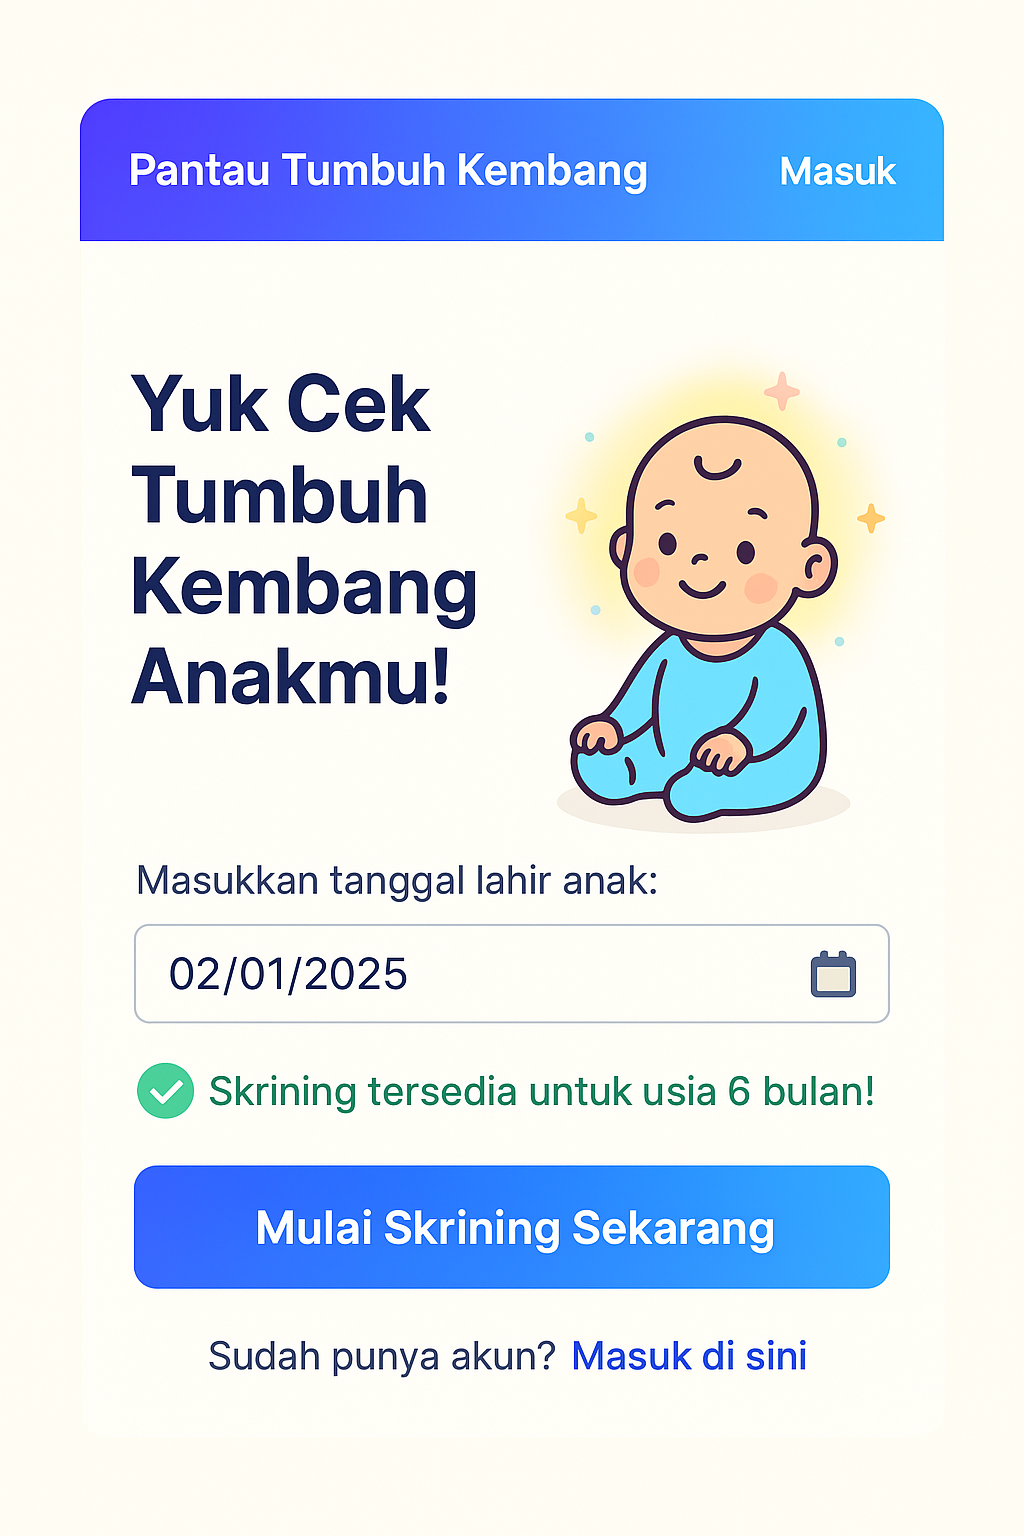 Pantau Tumbuh Kembang
Masuk
Yuk Cek
Tumbuh
Kembang
Anakmu!
Masukkan tanggal lahir anak:
02/01/2025
Skrining tersedia untuk usia 6 bulan!
Mulai Skrining Sekarang
Sudah punya akun? Masuk di sini